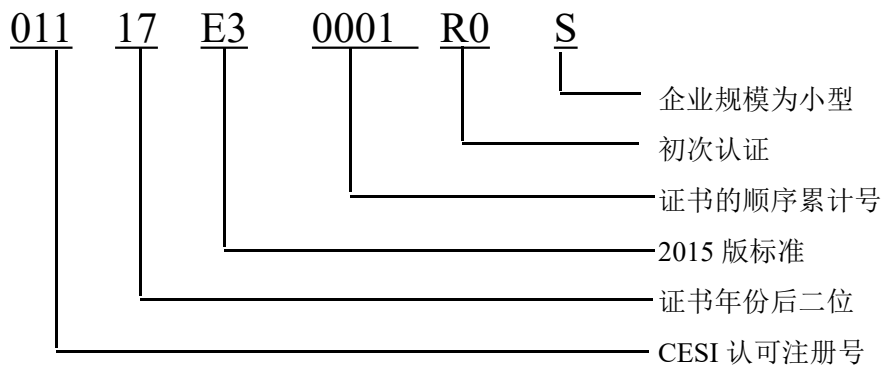 011 17 E3 0001 R0 S
企业规模为小型
初次认证
证书的顺序累计号
2015 版标准
证书年份后二位
CESI 认可注册号